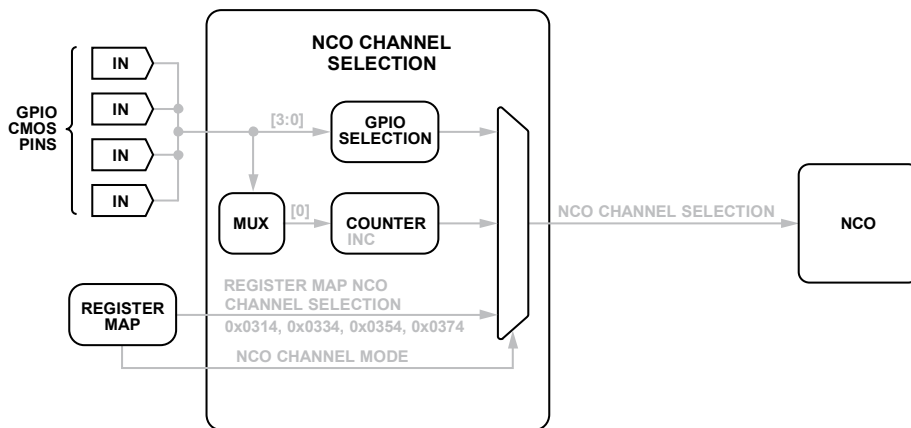 NCO CHANNEL
SELECTION
IN
IN
IN
IN
GPIO
CMOS
PINS
[3:0]
GPIO
SELECTION
MUX
[0]
COUNTER
INC
NCO CHANNEL SELECTION
NCO
REGISTER
MAP
REGISTER MAP NCO
CHANNEL SELECTION
0x0314, 0x0334, 0x0354, 0x0374
NCO CHANNEL MODE